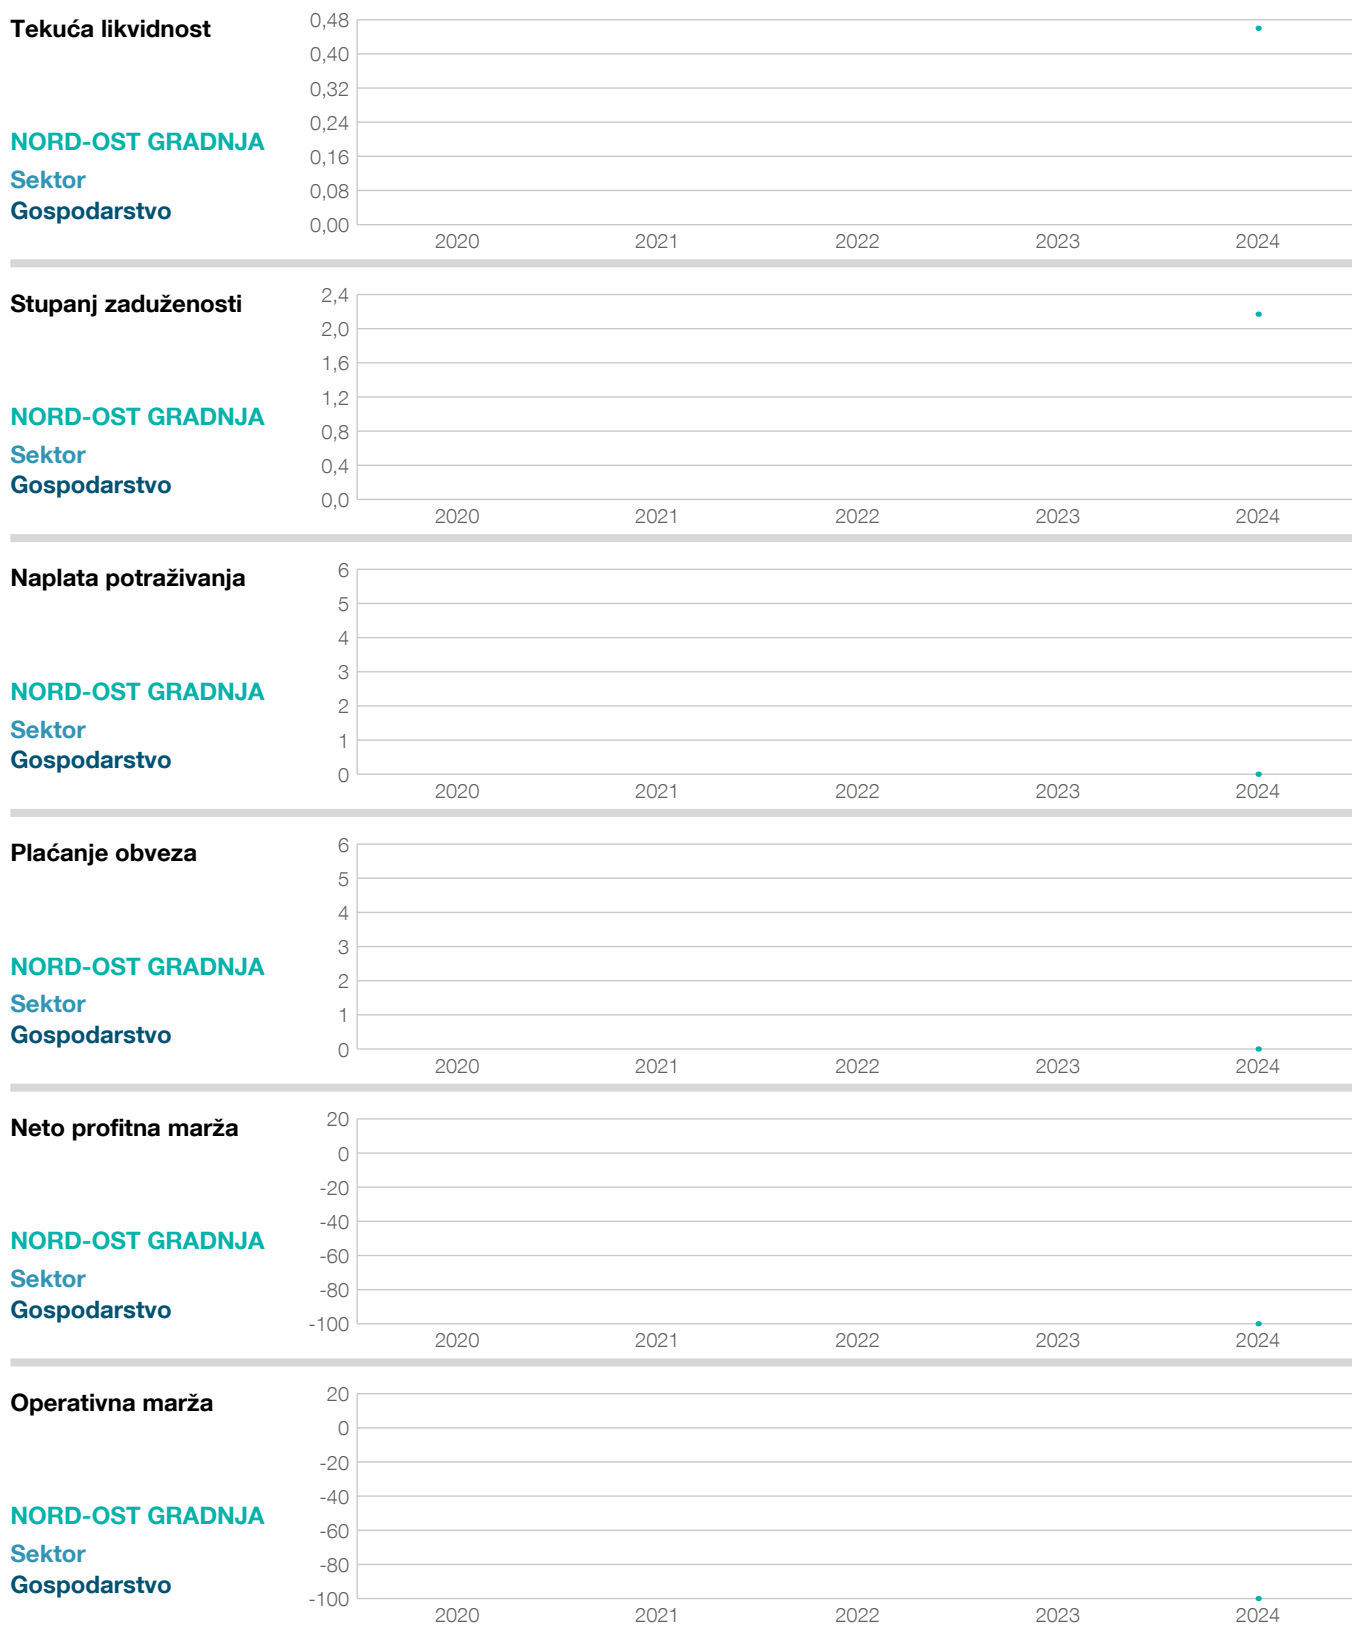 Tekuća likvidnost
NORD-OST GRADNJA
Sektor
Gospodarstvo
0,48
0,40
0,32
0,24
0,16
0,08
0,00
2020 2021 2022 2023 2024
Stupanj zaduženosti
NORD-OST GRADNJA
Sektor
Gospodarstvo
2,4
2,0
1,6
1,2
0,8
0,4
0,0
2020 2021 2022 2023 2024
Naplata potraživanja
NORD-OST GRADNJA
Sektor
Gospodarstvo
6
5
4
3
2
1
0
2020 2021 2022 2023 2024
Plaćanje obveza
NORD-OST GRADNJA
Sektor
Gospodarstvo
6
5
4
3
2
1
0
2020 2021 2022 2023 2024
Neto profitna marža
NORD-OST GRADNJA
Sektor
Gospodarstvo
20
0
-20
-40
-60
-80
-100
2020 2021 2022 2023 2024
Operativna marža
NORD-OST GRADNJA
Sektor
Gospodarstvo
20
0
-20
-40
-60
-80
-100
2020 2021 2022 2023 2024